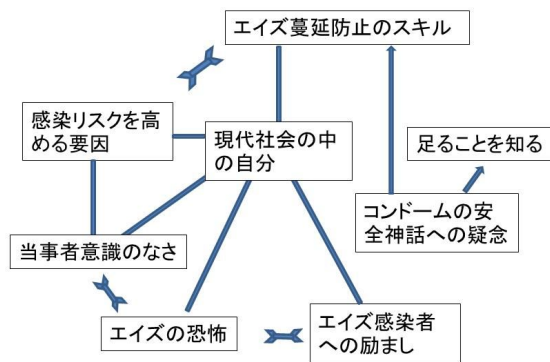 エイズ蔓延防止のスキル
感染リスクを高
める要因
現代社会の中
の自分
足ることを知る
コンドームの安
全神話への疑念
当事者意識のなさ
エイズの恐怖
エイズ感染者
への励まし